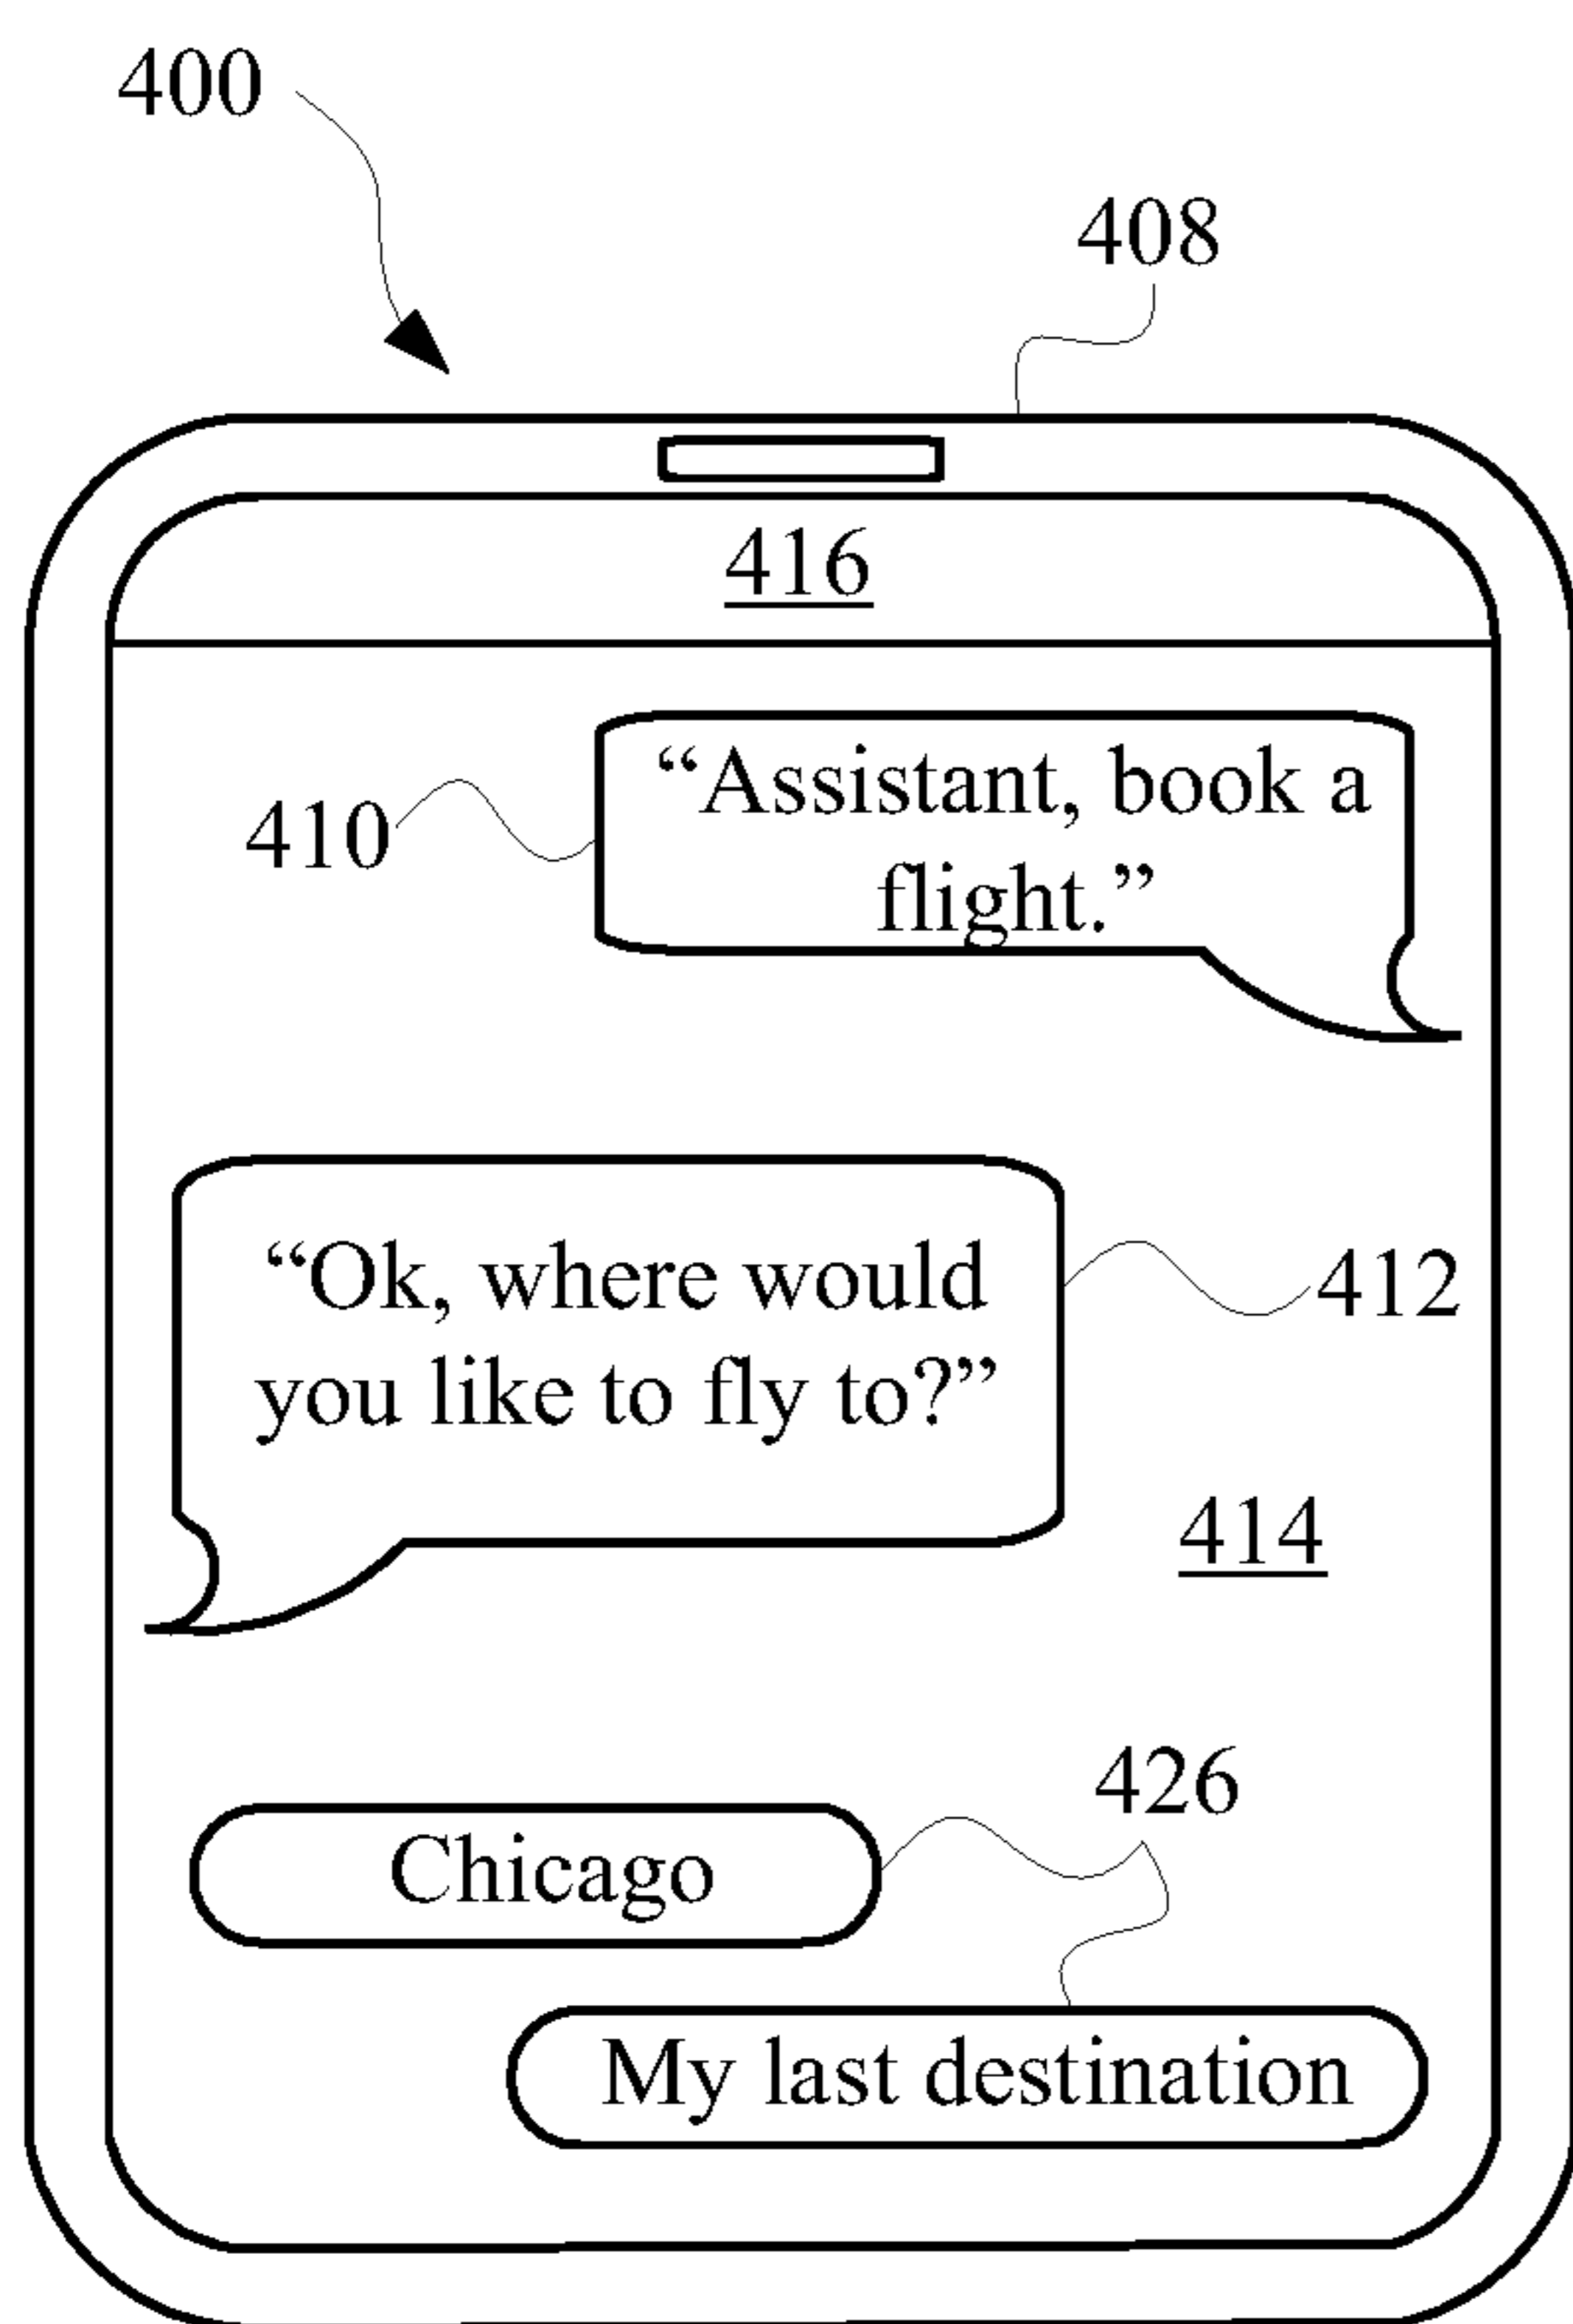 400
408
416
“Assistant, book a
410
flight.”
“Ok, where would
412
you like to fly to?”
414
426
Chicago
My last destination